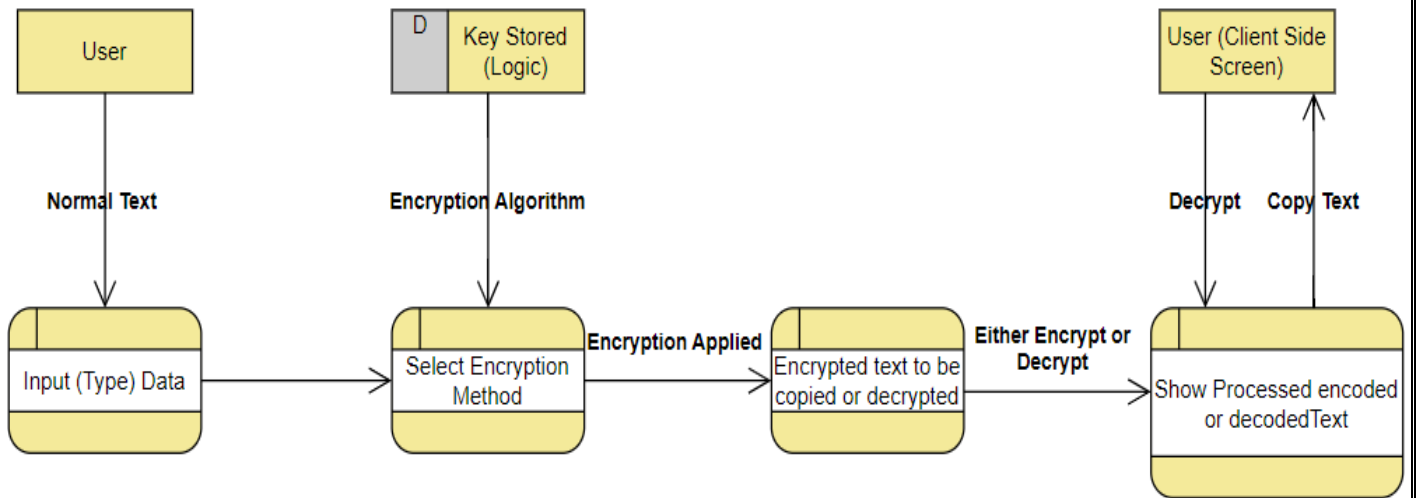 User
D
Key Stored
(Logic)
User (Client Side
Screen)
Normal Text
Encryption Algorithm
Decrypt
Copy Text
Input (Type) Data
Select Encryption
Method
Encryption Applied
Encrypted text to be
copied or decrypted
Either Encrypt or
Decrypt
Show Processed encoded
or decodedText